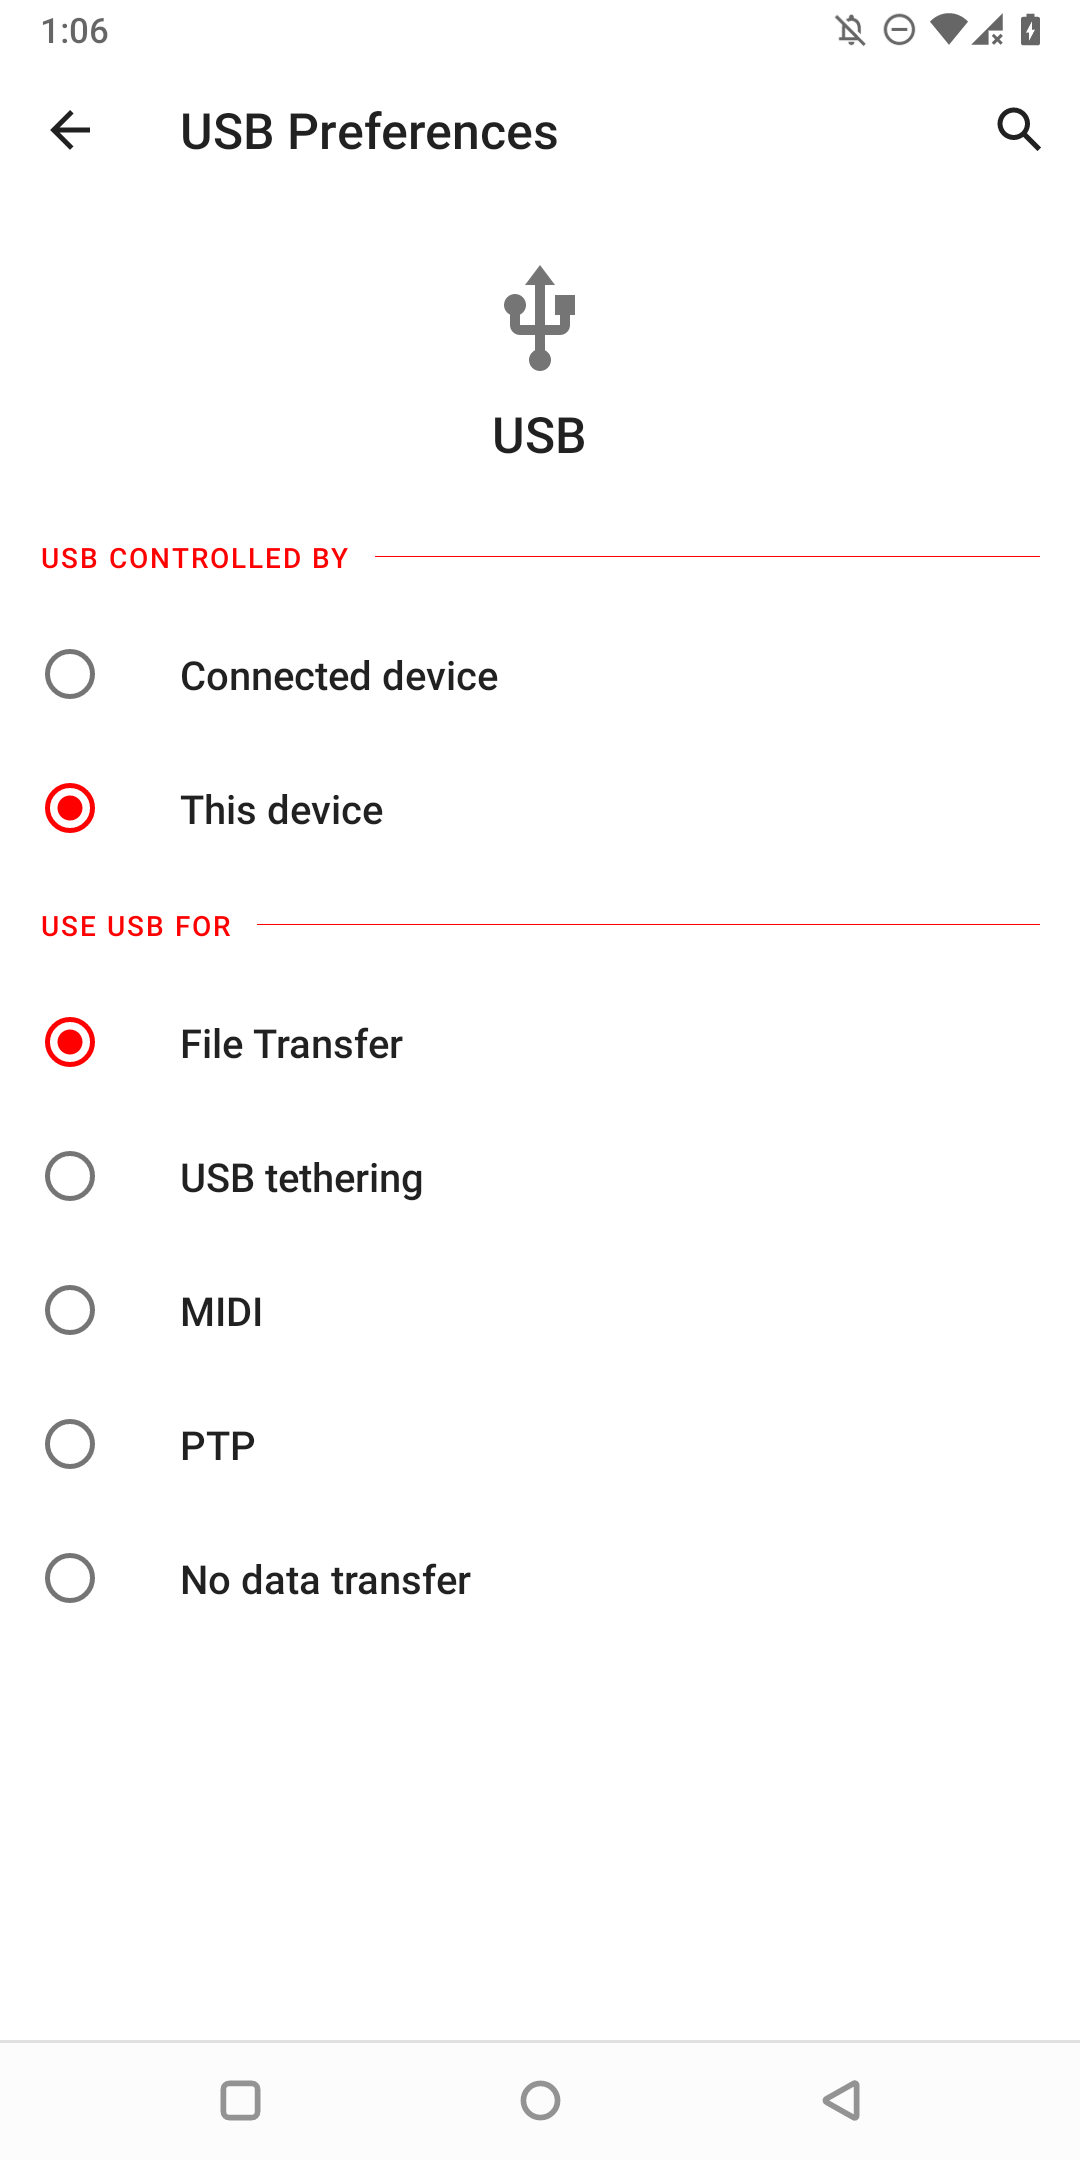 1:06
USB Preferences
USB
USB CONTROLLED BY
Connected device
This device
USE USB FOR
File Transfer
USB tethering
MIDI
PTP
No data transfer